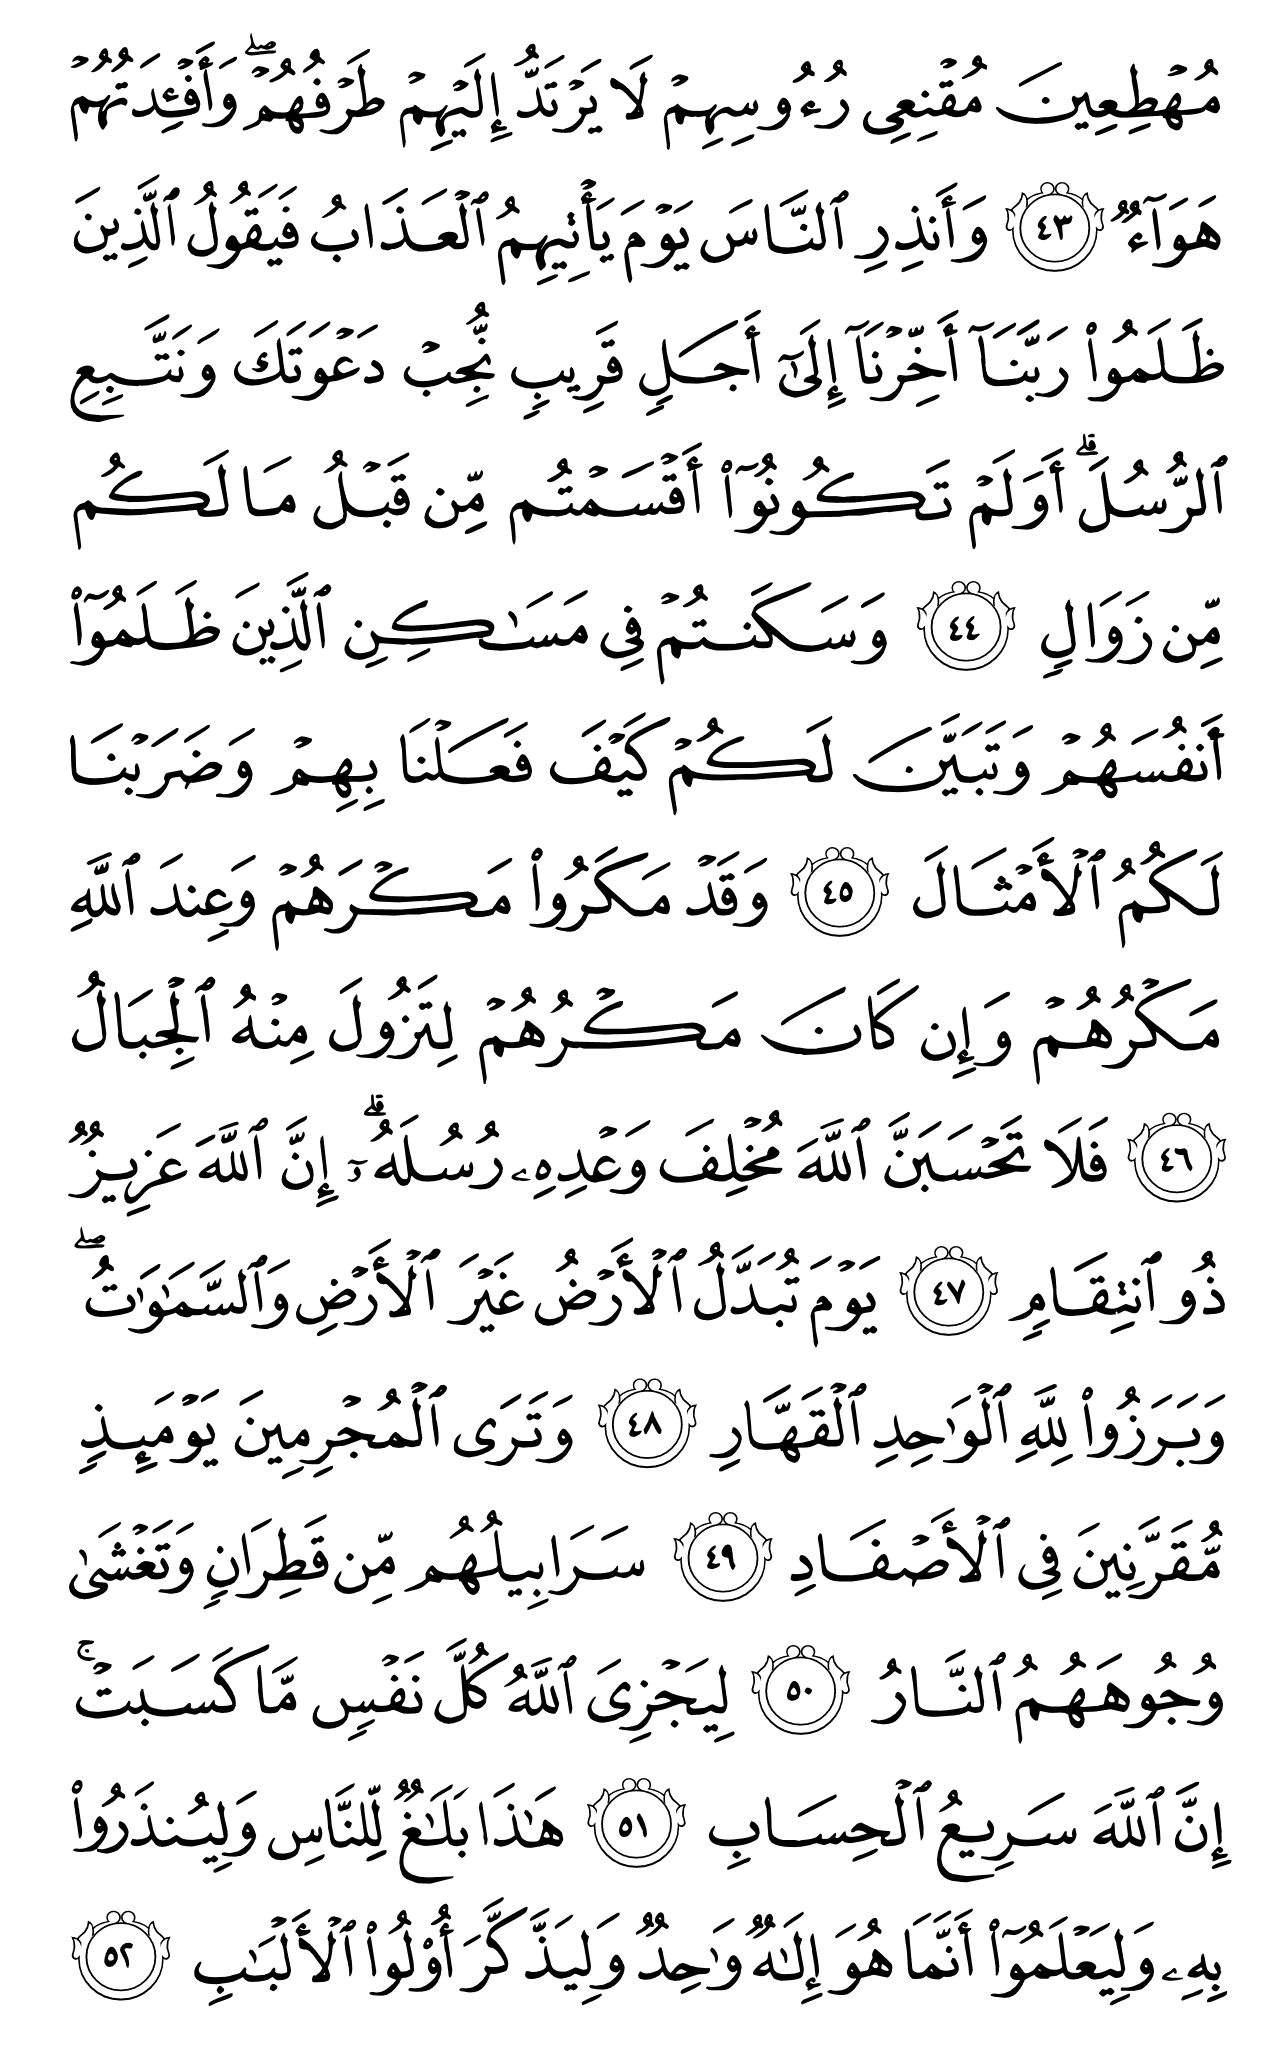 مُهۡطِعِينَ مُقۡنِعِي رُءُوسِهِمۡ لَا يَرۡتَدُّ إِلَيۡهِمۡ طَرۡفُهُمۡۖ وَأَفۡـِٔدَتُهُمۡ
هَوَآءٞ ٤٣ وَأَنذِرِ ٱلنَّاسَ يَوۡمَ يَأۡتِيهِمُ ٱلۡعَذَابُ فَيَقُولُ ٱلَّذِينَ
ظَلَمُواْ رَبَّنَآ أَخِّرۡنَآ إِلَىٰٓ أَجَلٖ قَرِيبٖ نُّجِبۡ دَعۡوَتَكَ وَنَتَّبِعِ
ٱلرُّسُلَۗ أَوَلَمۡ تَكُونُوٓاْ أَقۡسَمۡتُم مِّن قَبۡلُ مَا لَكُم
مِّن زَوَالٖ ٤٤ وَسَكَنتُمۡ فِي مَسَٰكِنِ ٱلَّذِينَ ظَلَمُوٓاْ
أَنفُسَهُمۡ وَتَبَيَّنَ لَكُمۡ كَيۡفَ فَعَلۡنَا بِهِمۡ وَضَرَبۡنَا
لَكُمُ ٱلۡأَمۡثَالَ ٤٥ وَقَدۡ مَكَرُواْ مَكۡرَهُمۡ وَعِندَ ٱللَّهِ
مَكۡرُهُمۡ وَإِن كَانَ مَكۡرُهُمۡ لِتَزُولَ مِنۡهُ ٱلۡجِبَالُ
٤٦ فَلَا تَحۡسَبَنَّ ٱللَّهَ مُخۡلِفَ وَعۡدِهِۦ رُسُلَهُۥٓۚ إِنَّ ٱللَّهَ عَزِيزٞ
ذُو ٱنتِقَامٖ ٤٧ يَوۡمَ تُبَدَّلُ ٱلۡأَرۡضُ غَيۡرَ ٱلۡأَرۡضِ وَٱلسَّمَٰوَٰتُۖ
وَبَرَزُواْ لِلَّهِ ٱلۡوَٰحِدِ ٱلۡقَهَّارِ ٤٨ وَتَرَى ٱلۡمُجۡرِمِينَ يَوۡمَئِذٖ
مُّقَرَّنِينَ فِي ٱلۡأَصۡفَادِ ٤٩ سَرَابِيلُهُم مِّن قَطِرَانٖ وَتَغۡشَىٰ
وُجُوهَهُمُ ٱلنَّارُ ٥٠ لِيَجۡزِيَ ٱللَّهُ كُلَّ نَفۡسٖ مَّا كَسَبَتۡۚ
إِنَّ ٱللَّهَ سَرِيعُ ٱلۡحِسَابِ ٥١ هَٰذَا بَلَٰغٞ لِّلنَّاسِ وَلِيُنذَرُواْ
بِهِۦ وَلِيَعۡلَمُوٓاْ أَنَّمَا هُوَ إِلَٰهٞ وَٰحِدٞ وَلِيَذَّكَّرَ أُوْلُواْ ٱلۡأَلۡبَٰبِ ٥٢